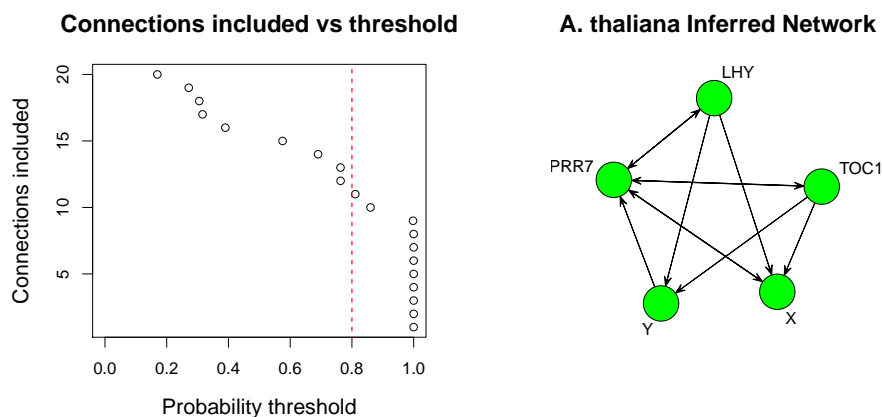 Connections included vs threshold
Connections included
20
15
10
5
0.0 0.2 0.4 0.6 0.8 1.0
Probability threshold
A. thaliana Inferred Network
LHY
PRR7
TOC1
Y
X